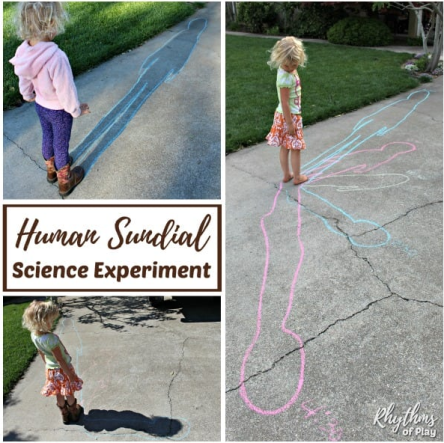 Human Sundial
Science Experiment
Rhythms
of Play